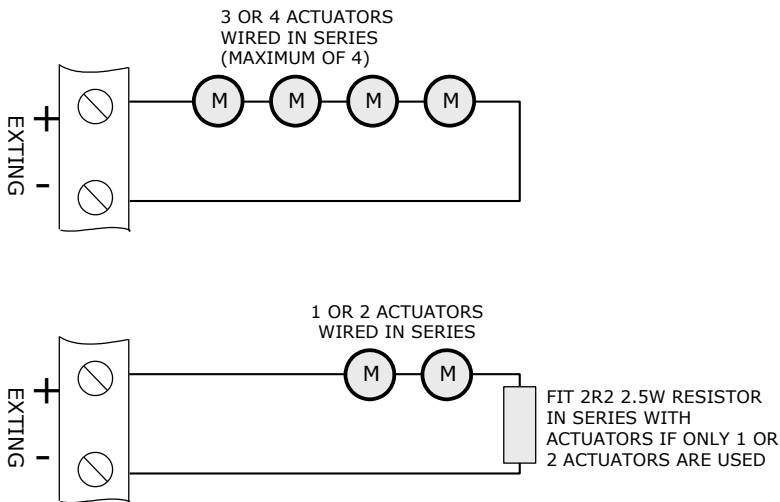 3 OR 4 ACTUATORS
WIRED IN SERIES
(MAXIMUM OF 4)
M M M M
+
EXTING
-
1 OR 2 ACTUATORS
WIRED IN SERIES
M M
+
EXTING
-
FIT 2R2 2.5W RESISTOR
IN SERIES WITH
ACTUATORS IF ONLY 1 OR
2 ACTUATORS ARE USED